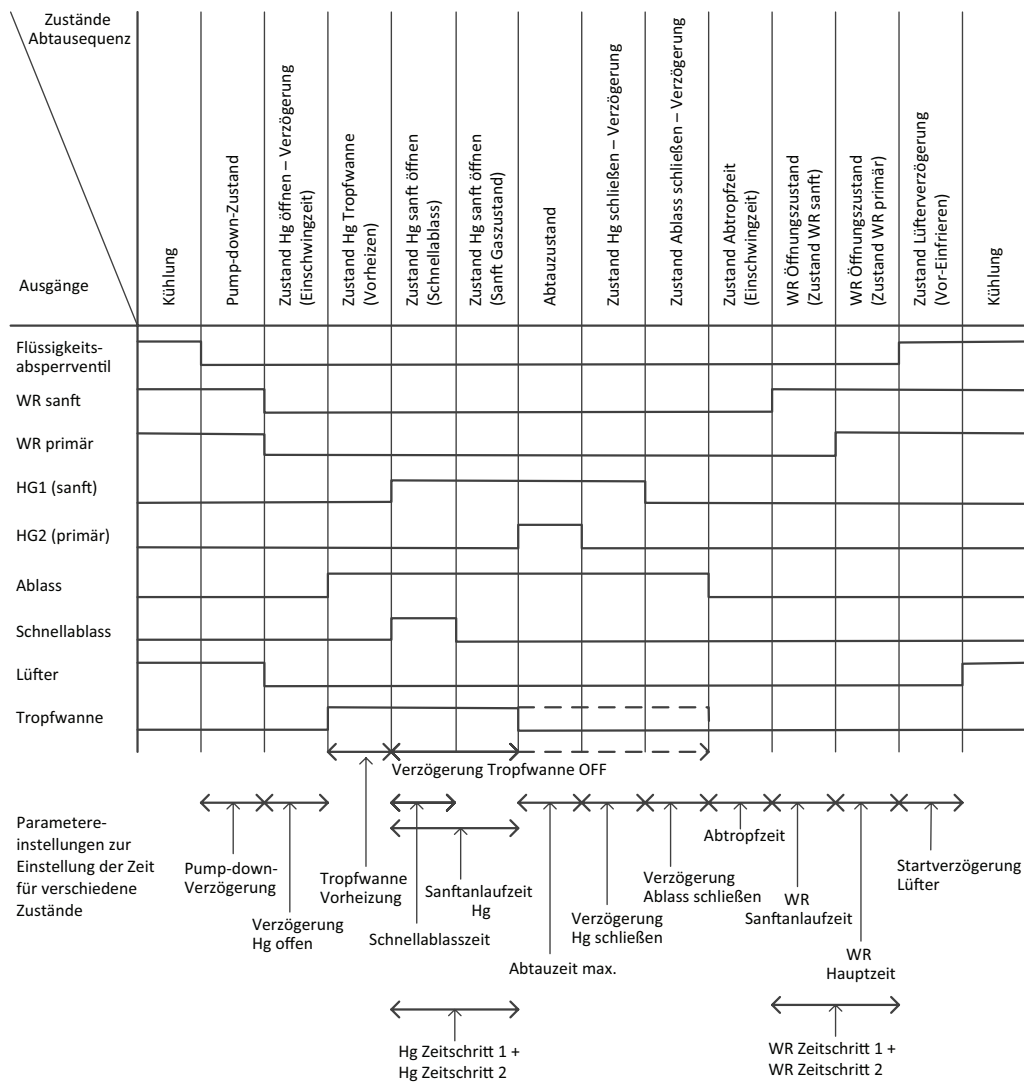 Zustände
Abtausequenz
Ausgänge
Kühlung
Pump-down-Zustand
Zustand Hg öffnen – Verzögerung
(Einschwingzeit)
Zustand Hg Tropfwanne
(Vorheizen)
Zustand Hg sanft öffnen
(Schnellablass)
Zustand Hg sanft öffnen
(Sanft Gaszustand)
Abtauzustand
Zustand Hg schließen – Verzögerung
Zustand Ablass schließen – Verzögerung
Zustand Abtropfzeit
(Einschwingzeit)
WR Öffnungszustand
(Zustand WR sanft)
WR Öffnungszustand
(Zustand WR primär)
Zustand Lüfterverzögerung
(Vor-Einfrieren)
Kühlung
Flüssigkeits-
absperrventil
WR sanft
WR primär
HG1 (sanft)
HG2 (primär)
Ablass
Schnellablass
Lüfter
Tropfwanne
Verzögerung Tropfwanne OFF
Parametere-
instellungen zur
Einstellung der Zeit
für verschiedene
Zustände
Pump-down-
Verzögerung
Verzögerung
Hg offen
Tropfwanne
Vorheizung
Schnellablasszeit
Sanftanlaufzeit
Hg
Abtauzeit max.
Verzögerung
Hg schließen
Verzögerung
Ablass schließen
Abtropfzeit
WR
Sanftanlaufzeit
WR
Hauptzeit
Startverzögerung
Lüfter
Hg Zeitschritt 1 +
Hg Zeitschritt 2
WR Zeitschritt 1 +
WR Zeitschritt 2